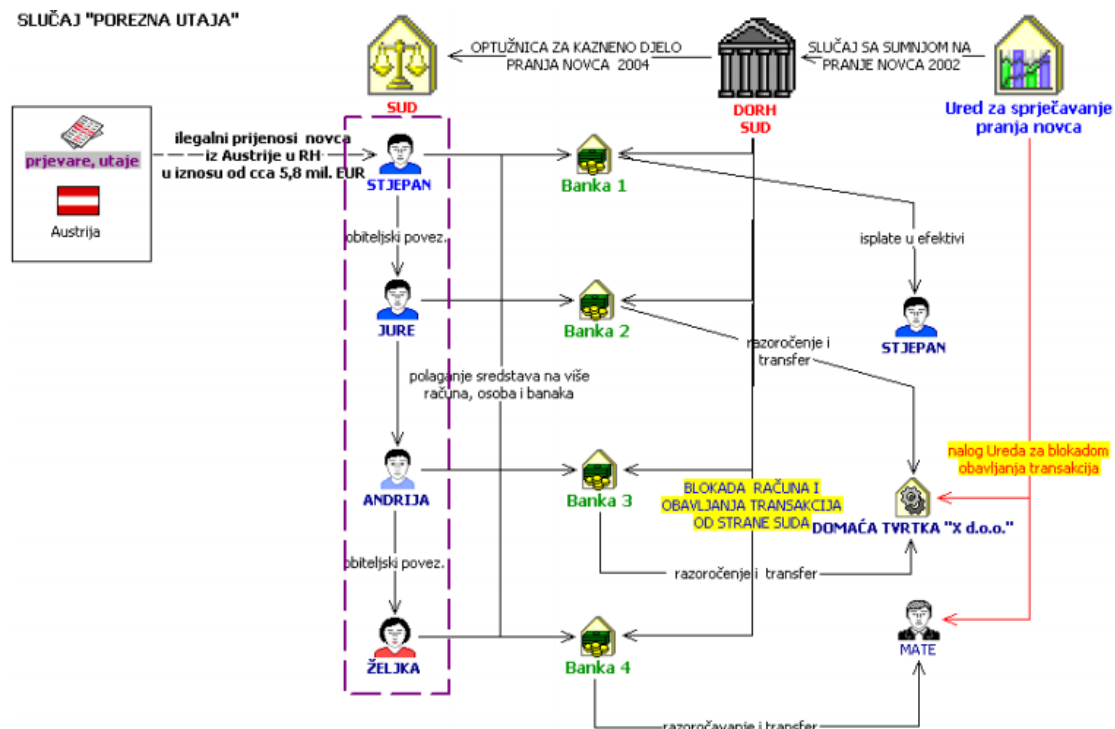 SLUČAJ "POREZNA UTAJA"
OPTUŽNICA ZA KAZNENO DJELO
PRANJA NOVCA 2004
SLUČAJ SA SUMNJOM NA
PRANJE NOVCA 2002
SUD
DORH
SUD
Ured za sprječavanje
pranja novca
prjevare, utaje
Austrija
ilegalni prijenosi novca
iz Austrije u RH
u iznosu od cca 5,8 mil. EUR
STJEPAN
Banka 1
obiteljski povez.
isplate u efektivi
JURE
Banka 2
STJEPAN
razoročenje i
transfer
polaganje sredstava na više
računa, osoba i banaka
nalog Ureda za blokadom
obavljanja transakcija
ANDRIJA
Banka 3
BLOKADA RAČUNA I
OBAVLJANJA TRANSAKCIJA
OD STRANE SUDA
DOMAĆA TVRTKA "X d.o.o."
obiteljski povez.
razoročenje i transfer
ŽELJKA
Banka 4
MATE
razoročavanje i transfer